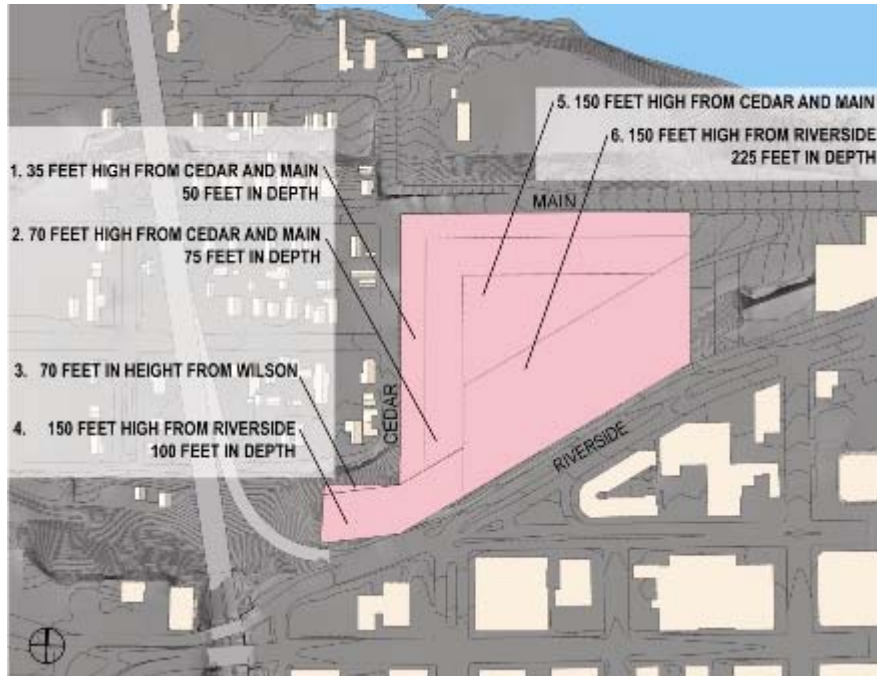 1. 35 FEET HIGH FROM CEDAR AND MAIN
50 FEET IN DEPTH
2. 70 FEET HIGH FROM CEDAR AND MAIN
75 FEET IN DEPTH
3. 70 FEET IN HEIGHT FROM WILSON
4. 150 FEET HIGH FROM RIVERSIDE
100 FEET IN DEPTH
5. 150 FEET HIGH FROM CEDAR AND MAIN
6. 150 FEET HIGH FROM RIVERSIDE
225 FEET IN DEPTH
MAIN
CEDAR
RIVERSIDE